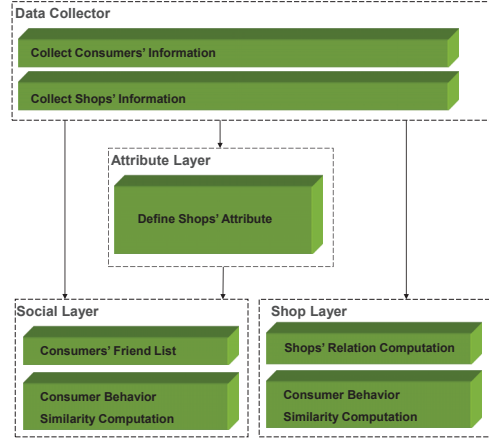 Data Collector
Collect Consumers' Information
Collect Shops' Information
Attribute Layer
Define Shops' Attribute
Social Layer
Consumers' Friend List
Consumer Behavior
Similarity Computation
Shop Layer
Shops' Relation Computation
Consumer Behavior
Similarity Computation